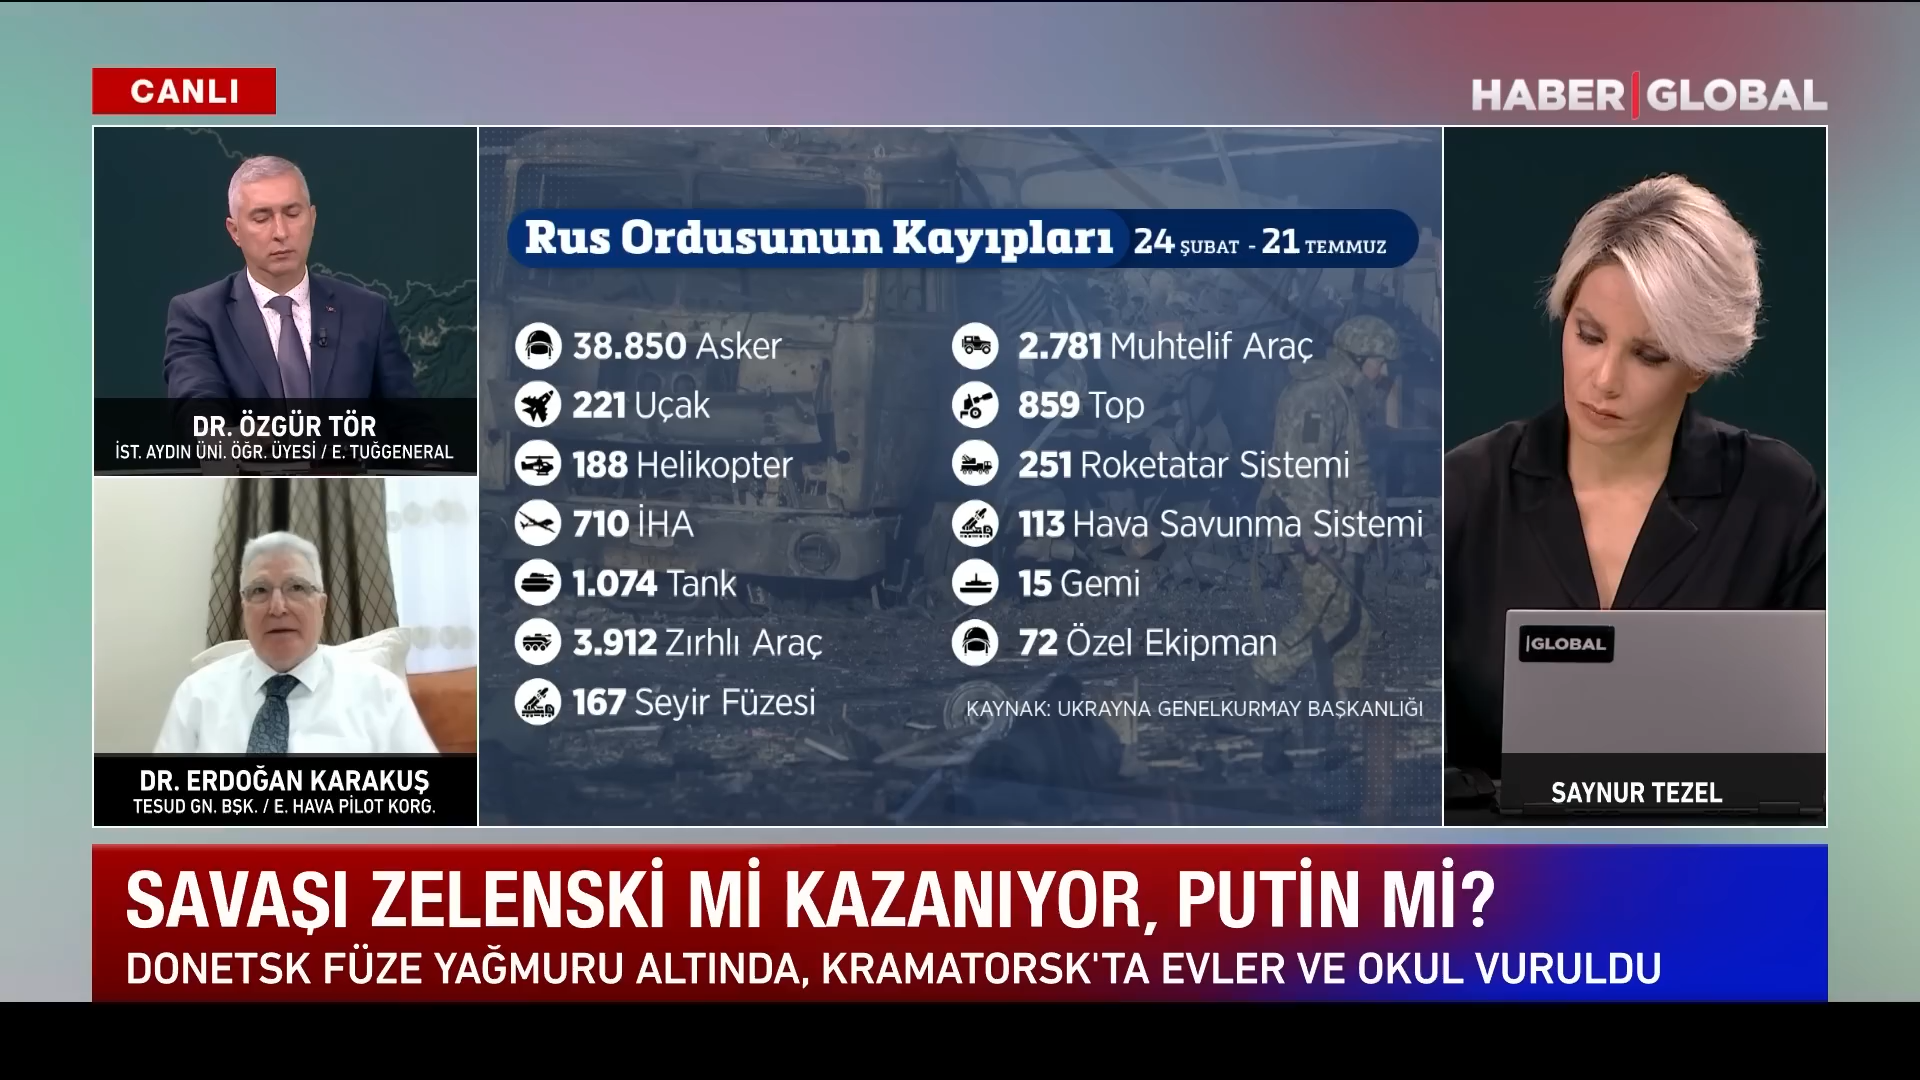 CANLI
HABER GLOBAL
Rus Ordusunun Kayıpları 24 ŞUBAT - 21 TEMMUZ
38.850 Asker
221 Uçak
188 Helikopter
710 İHA
1.074 Tank
3.912 Zırhlı Araç
167 Seyir Füzesi
2.781 Muhtelif Araç
859 Top
251 Roketatar Sistemi
113 Hava Savunma Sistemi
15 Gemi
72 Özel Ekipman
KAYNAK: UKRAYNA GENELKURMAY BAŞKANLIĞI
DR. ÖZGÜR TÖR
İST. AYDIN ÜNİ. ÖĞR. ÜYESİ / E. TUĞGENERAL
DR. ERDOĞAN KARAKUŞ
TESUD GN. BŞK. / E. HAVA PİLOT KORG.
GLOBAL
SAYNUR TEZEL
SAVAŞI ZELENSKİ Mİ KAZANIYOR, PUTİN Mİ?
DONETSK FÜZE YAĞMURU ALTINDA, KRAMATORSK'TA EVLER VE OKUL VURULDU